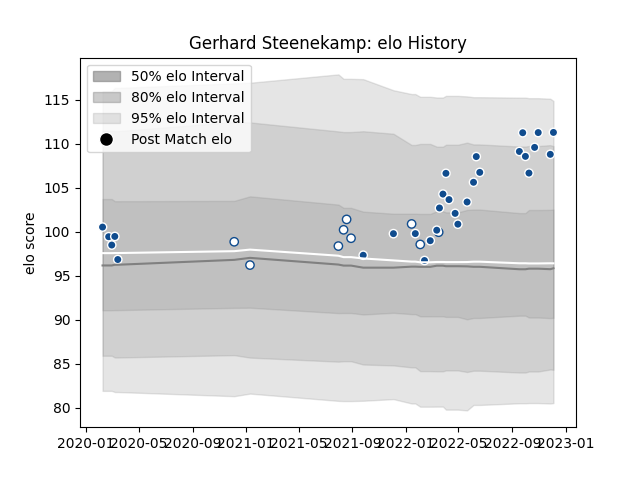 Gerhard Steenekamp: elo History
50% elo Interval
80% elo Interval
95% elo Interval
Post Match elo
elo score
115
110
105
100
95
90
85
80
2020-01 2020-05 2020-09 2021-01 2021-05 2021-09 2022-01 2022-05 2022-09 2023-01